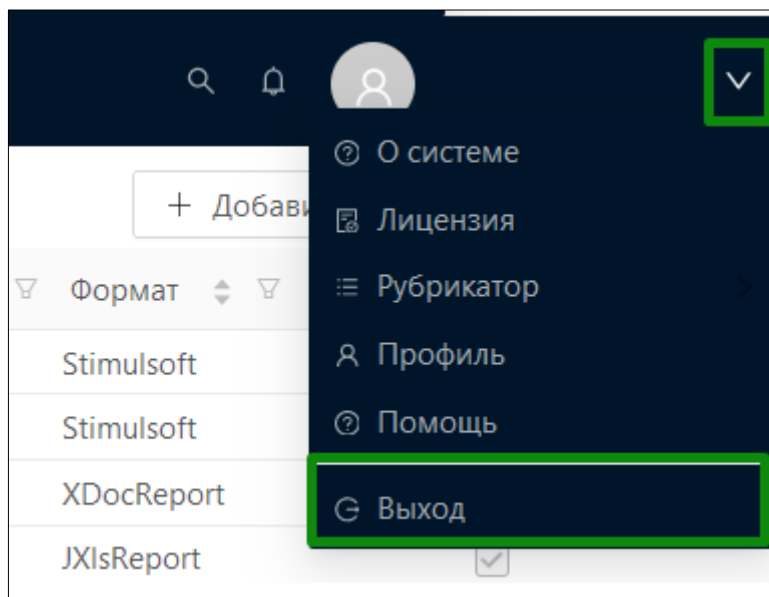 О системе
+ Добави
Лицензия
Формат
Рубрикатор
Stimulsoft
Профиль
Stimulsoft
Помощь
XDocReport
Выход
JXlsReport